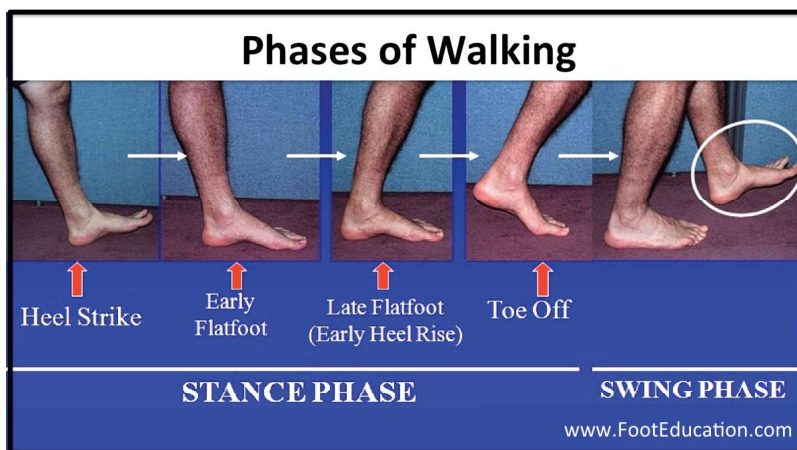 Phases of Walking
Heel Strike
Early
Flatfoot
Late Flatfoot
(Early Heel Rise)
Toe Off
STANCE PHASE
SWING PHASE
www.FootEducation.com